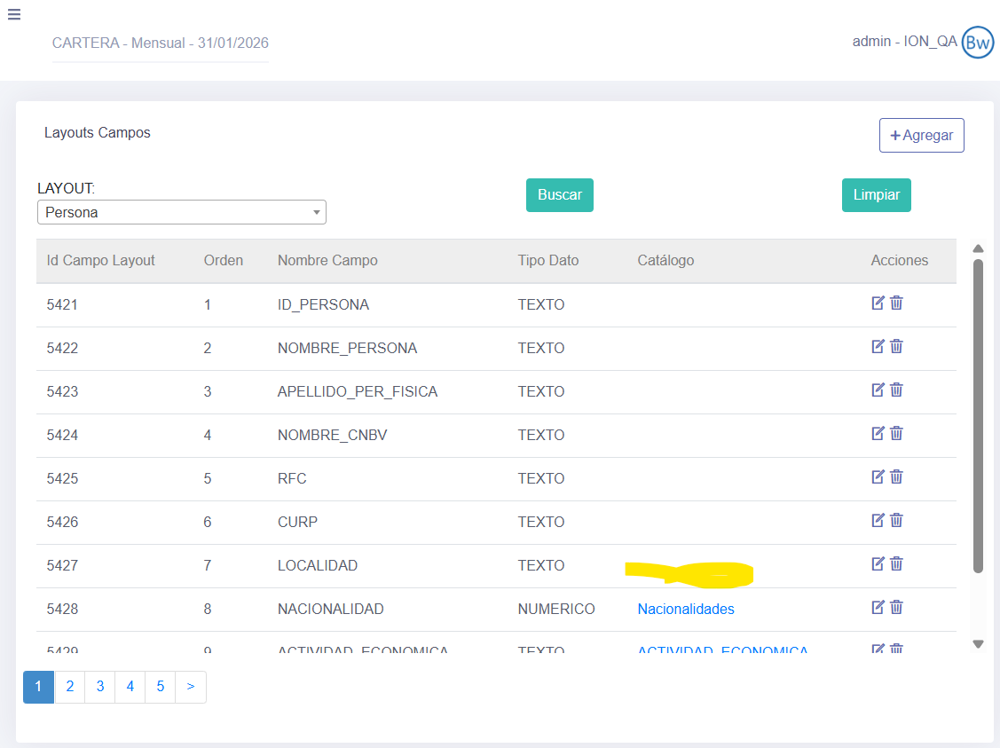 CARTERA - Mensual - 31/01/2026
admin - ION_QA Bw
Layouts Campos
+Agregar
LAYOUT:
Persona
Buscar
Limpiar
Id Campo Layout Orden Nombre Campo Tipo Dato Catálogo Acciones
5421 1 ID_PERSONA TEXTO
5422 2 NOMBRE_PERSONA TEXTO
5423 3 APELLIDO_PER_FISICA TEXTO
5424 4 NOMBRE_CNBV TEXTO
5425 5 RFC TEXTO
5426 6 CURP TEXTO
5427 7 LOCALIDAD TEXTO
5428 8 NACIONALIDAD NUMERICO Nacionalidades
5429 9 ACTIVIDAD_ECONOMICA TEXTO ACTIVIDAD_ECONOMICA
1 2 3 4 5 >